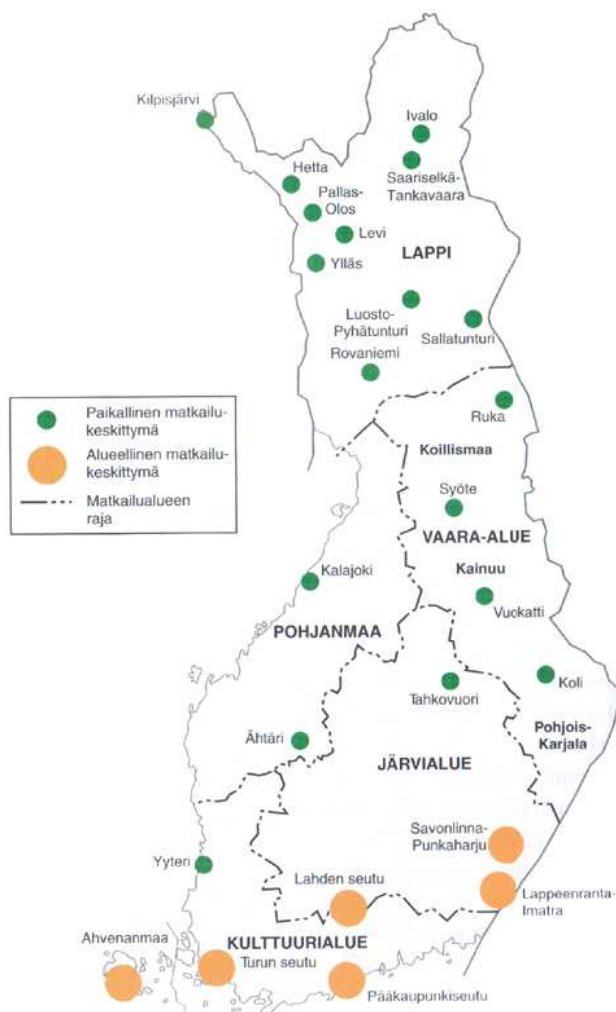 Kilpisjärvi
Ivalo
Hetta
Saariselkä-
Tankavaara
Pallas-
Olos
Levi
Ylläs
LAPPI
Luosto-
Pyhätunturi
Sallatunturi
Rovaniemi
Paikallinen matkailu-
keskittymä
Alueellinen matkailu-
keskittymä
Matkailualueen
raja
Ruka
Koillismaa
Syöte
VAARA-ALUE
Kainuu
Kalajoki
Vuokatti
POHJANMAA
Tahkovuori
Koli
Ähtäri
Pohjois-
Karjala
JÄRVIALUE
Savonlinna-
Punkaharju
Yyteri
Lahden seutu
Lappeenranta-
Imatra
Ahvenanmaa
KULTTUURIALUE
Turun seutu
Pääkaupunkiseutu